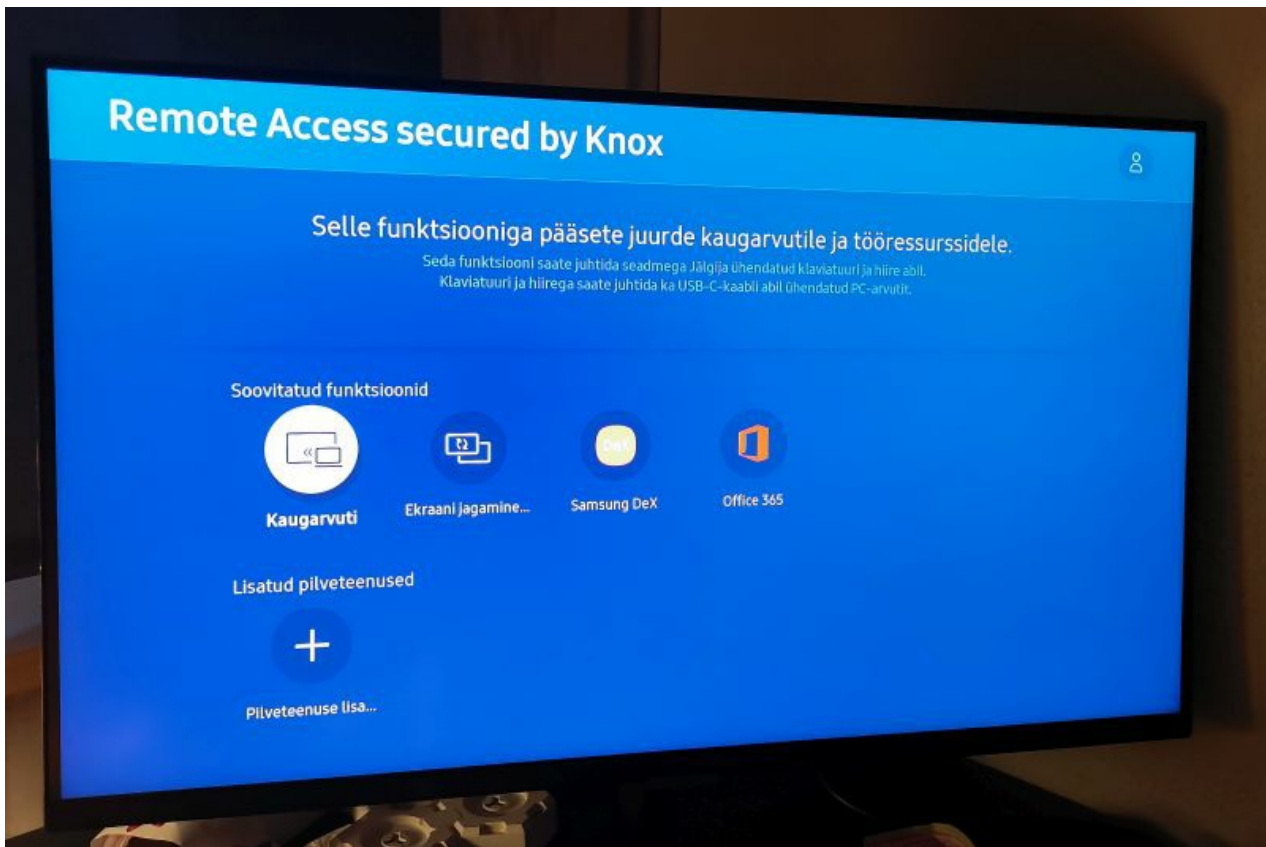 Remote Access secured by Knox
Selle funktsiooniga pääsete juurde kaugarvutile ja tööressurssidele.
Seda funktsiooni saate juhtida seadmega Jälgija ühendatud klaviatuuri ja hiire abil.
Klaviatuuri ja hiirega saate juhtida ka USB-C-kaabli abil ühendatud PC-arvutit.
Soovitatud funktsioonid
DeX
Kaugarvuti
Ekraani jagamine...
Samsung DeX
Office 365
Lisatud pilveteenused
Pilveteenuse lisa...